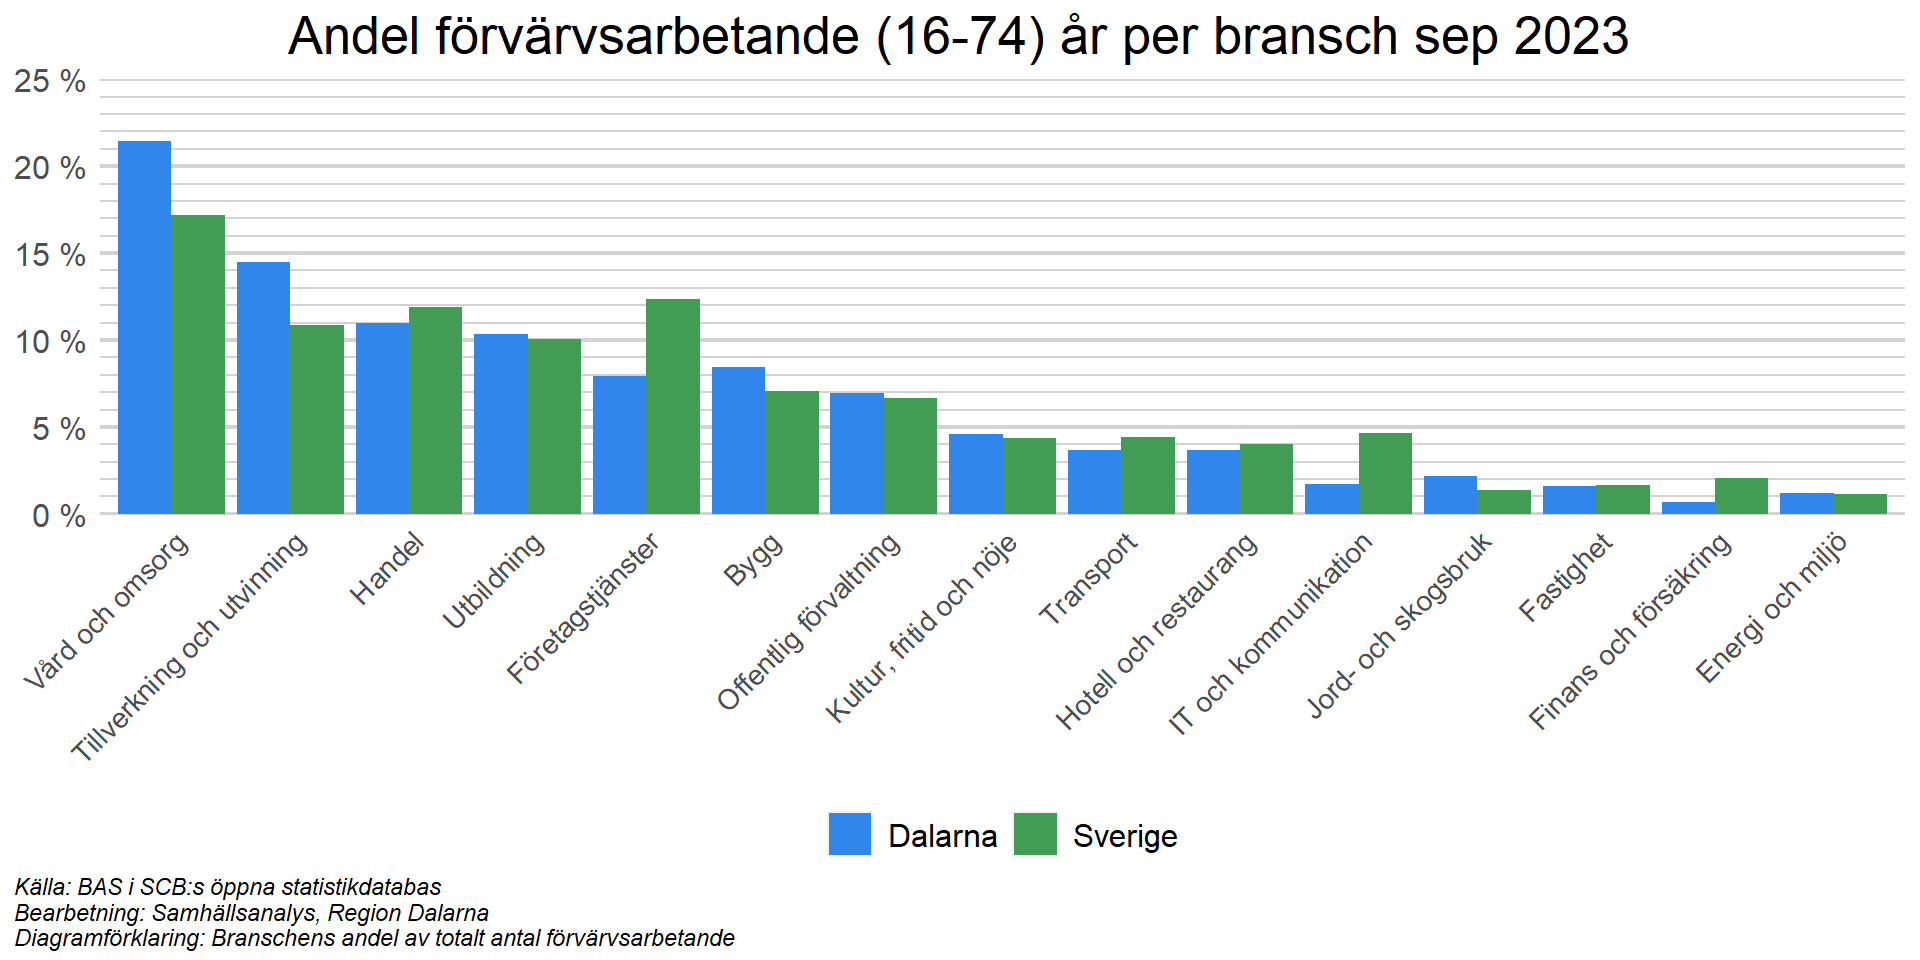 Andel förvärvsarbetande (16-74) år per bransch sep 2023
25 %
20 %
15 %
10 %
5 %
0 %
Vård och omsorg
Tillverkning och utvinning
Handel
Utbildning
Företagstjänster
Bygg
Offentlig förvaltning
Kultur, fritid och nöje
Transport
Hotell och restaurang
IT och kommunikation
Jord- och skogsbruk
Fastighet
Finans och försäkring
Energi och miljö
Dalarna
Sverige
Källa: BAS i SCB:s öppna statistikdatabas
Bearbetning: Samhällsanalys, Region Dalarna
Diagramförklaring: Branschens andel av totalt antal förvärvsarbetande